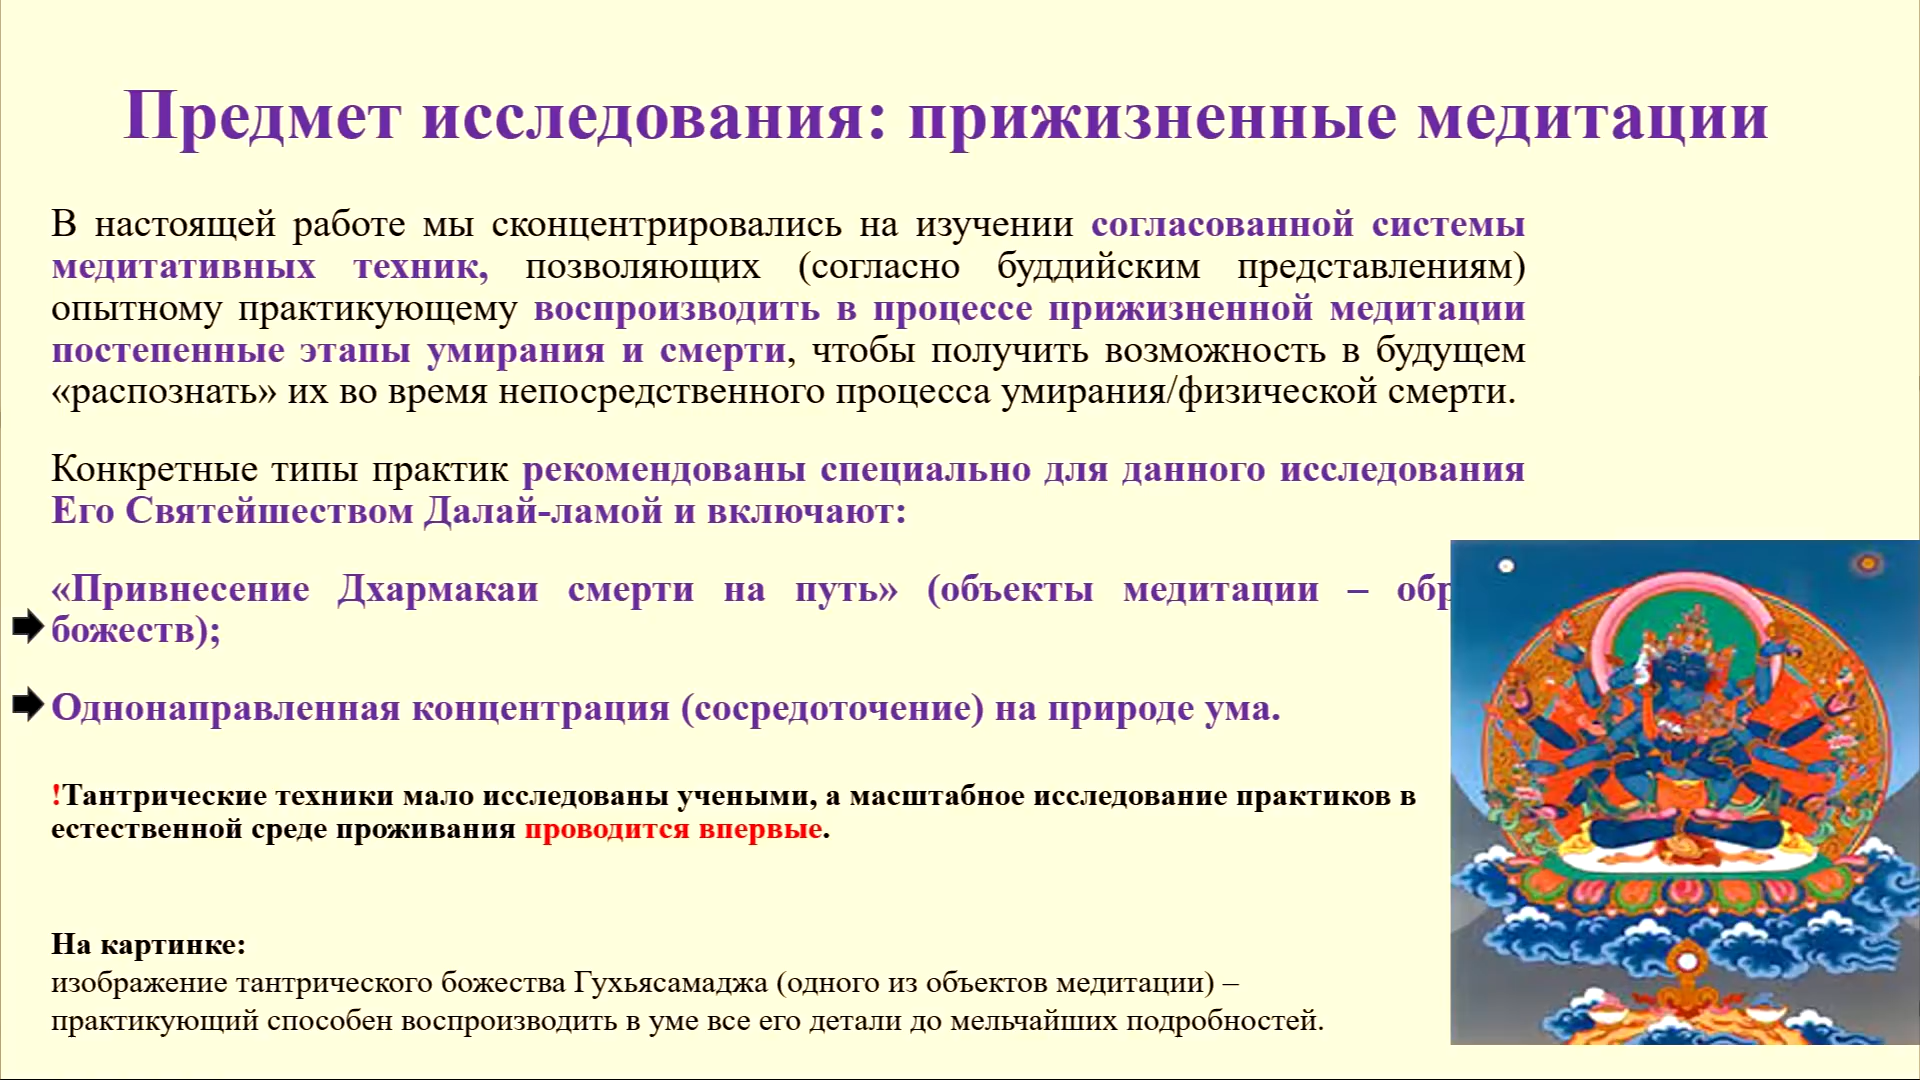 Предмет исследования: прижизненные медитации
В настоящей работе мы сконцентрировались на изучении согласованной системы
медитативных техник, позволяющих (согласно буддийским представлениям)
опытному практикующему воспроизводить в процессе прижизненной медитации
постепенные этапы умирания и смерти, чтобы получить возможность в будущем
«распознать» их во время непосредственного процесса умирания/физической смерти.
Конкретные типы практик рекомендованы специально для данного исследования
Его Святейшеством Далай-ламой и включают:
«Привнесение Дхармакаи смерти на путь» (объекты медитации –
божеств);
Однонаправленная концентрация (сосредоточение) на природе ума.
!Тантрические техники мало исследованы учеными, а масштабное исследование практиков в
естественной среде проживания проводится впервые.
На картинке:
изображение тантрического божества Гухьясамаджа (одного из объектов медитации) –
практикующий способен воспроизводить в уме все его детали до мельчайших подробностей.